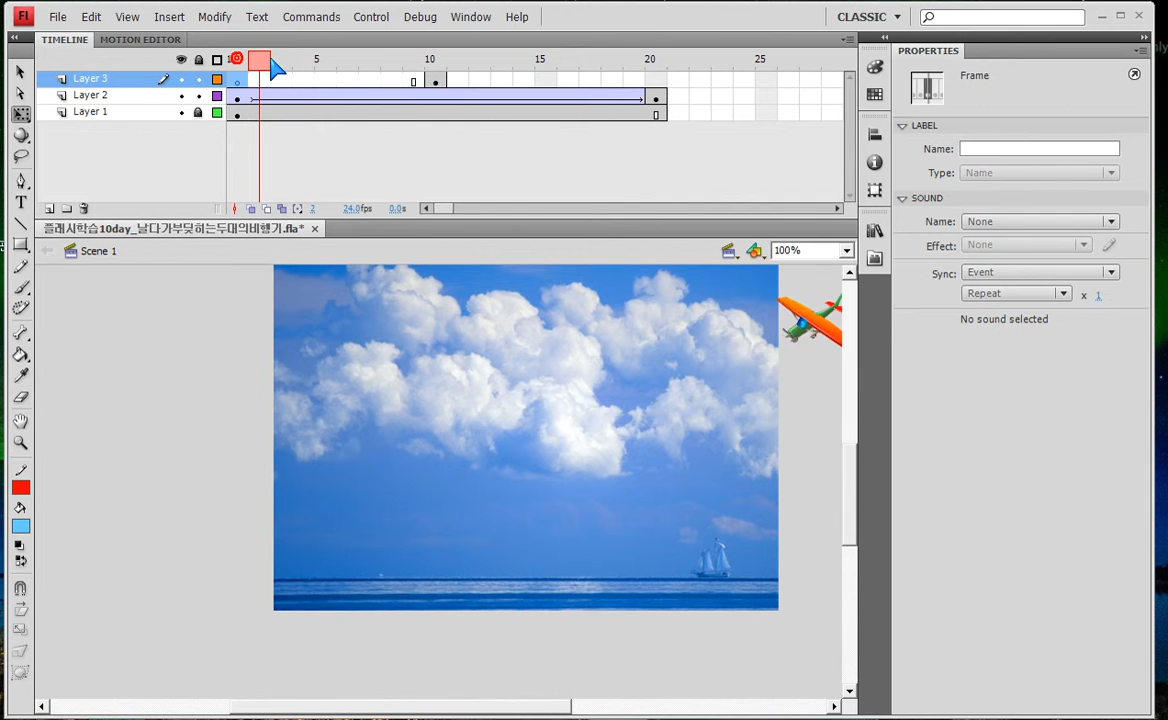 Fl File Edit View Insert Modify Text Commands Control Debug Window Help CLASSIC
TIMELINE MOTION EDITOR
PROPERTIES
5 10 15 20 25
Frame
Layer 3
Layer 2
Layer 1
LABEL
Name:
Type: Name
SOUND
2 24.0fps 0.0s
Name: None
플래시학습10day_날다가부딪히는두대의비행기.fla*
Effect: None
Scene 1 100%
Sync: Event
Repeat x 1
No sound selected